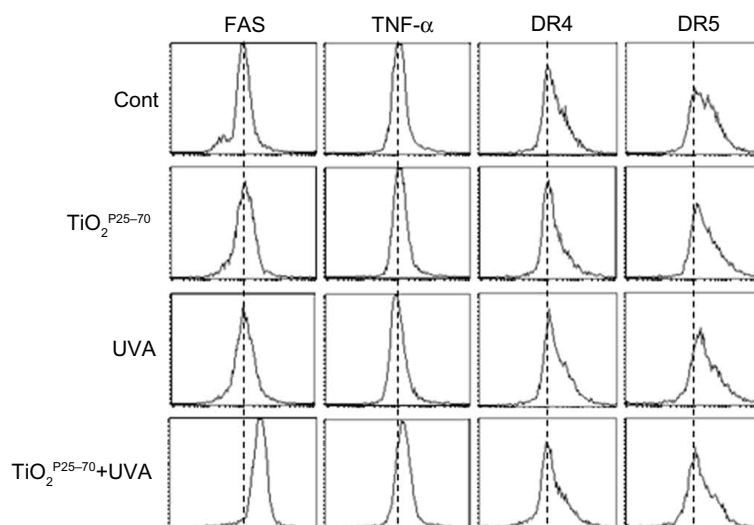 FAS TNF-α DR4 DR5
Cont
TiO₂ᴾ²⁵⁻⁷⁰
UVA
TiO₂ᴾ²⁵⁻⁷⁰+UVA